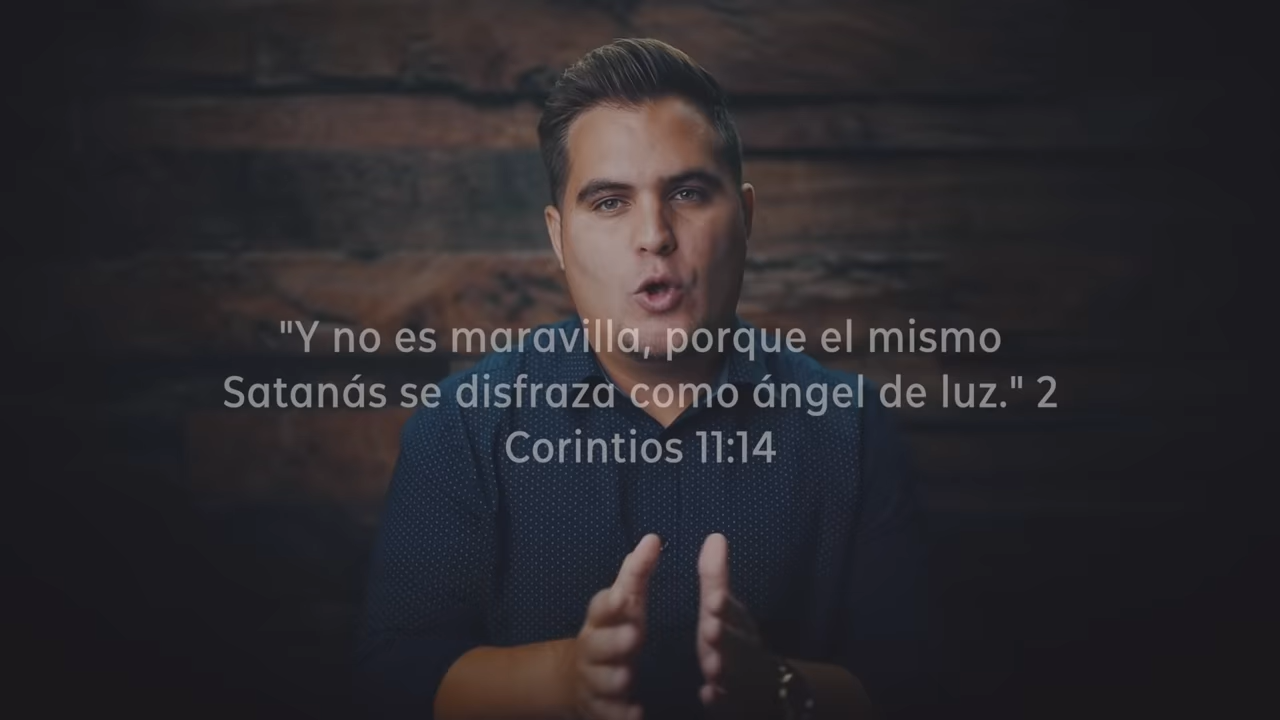 "Y no es maravilla, porque el mismo
Satanás se disfraza como ángel de luz." 2
Corintios 11:14